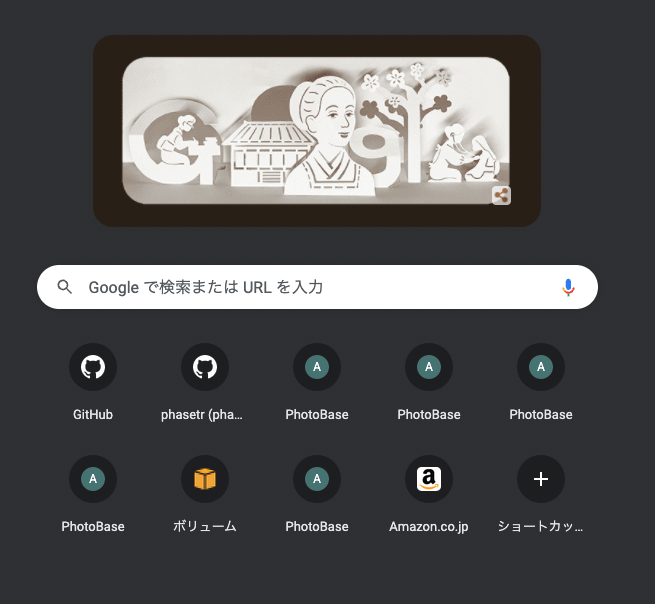 Google
Google で検索または URL を入力
GitHub
phasetr (pha...
A
PhotoBase
A
PhotoBase
A
PhotoBase
A
PhotoBase
ボリューム
A
PhotoBase
a
Amazon.co.jp
ショートカッ...